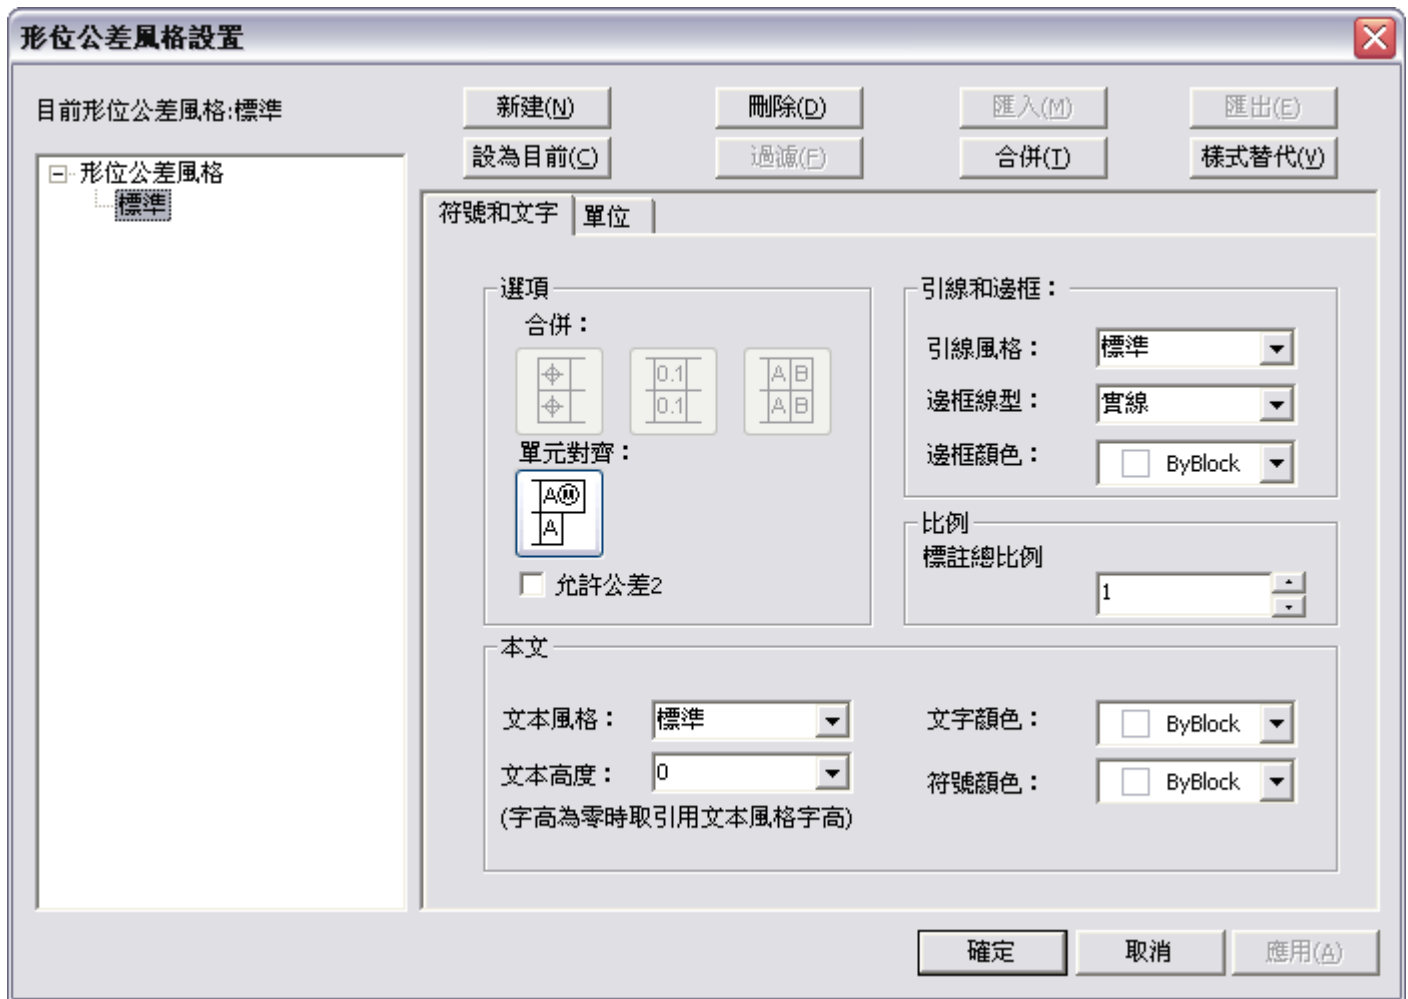 形位公差風格設置
目前形位公差風格:標準
新建(N)
刪除(D)
匯入(M)
匯出(E)
設為目前(C)
過濾(F)
合併(T)
樣式替代(V)
形位公差風格
標準
符號和文字
單位
選項
合併：
0.1
0.1
A B
A B
單元對齊：
AⓂ
A
允許公差2
引線和邊框：
引線風格：
標準
邊框線型：
實線
邊框顏色：
ByBlock
比例
標註總比例
1
本文
文本風格：
標準
文本高度：
0
(字高為零時取引用文本風格字高)
文字顏色：
ByBlock
符號顏色：
ByBlock
確定
取消
應用(A)